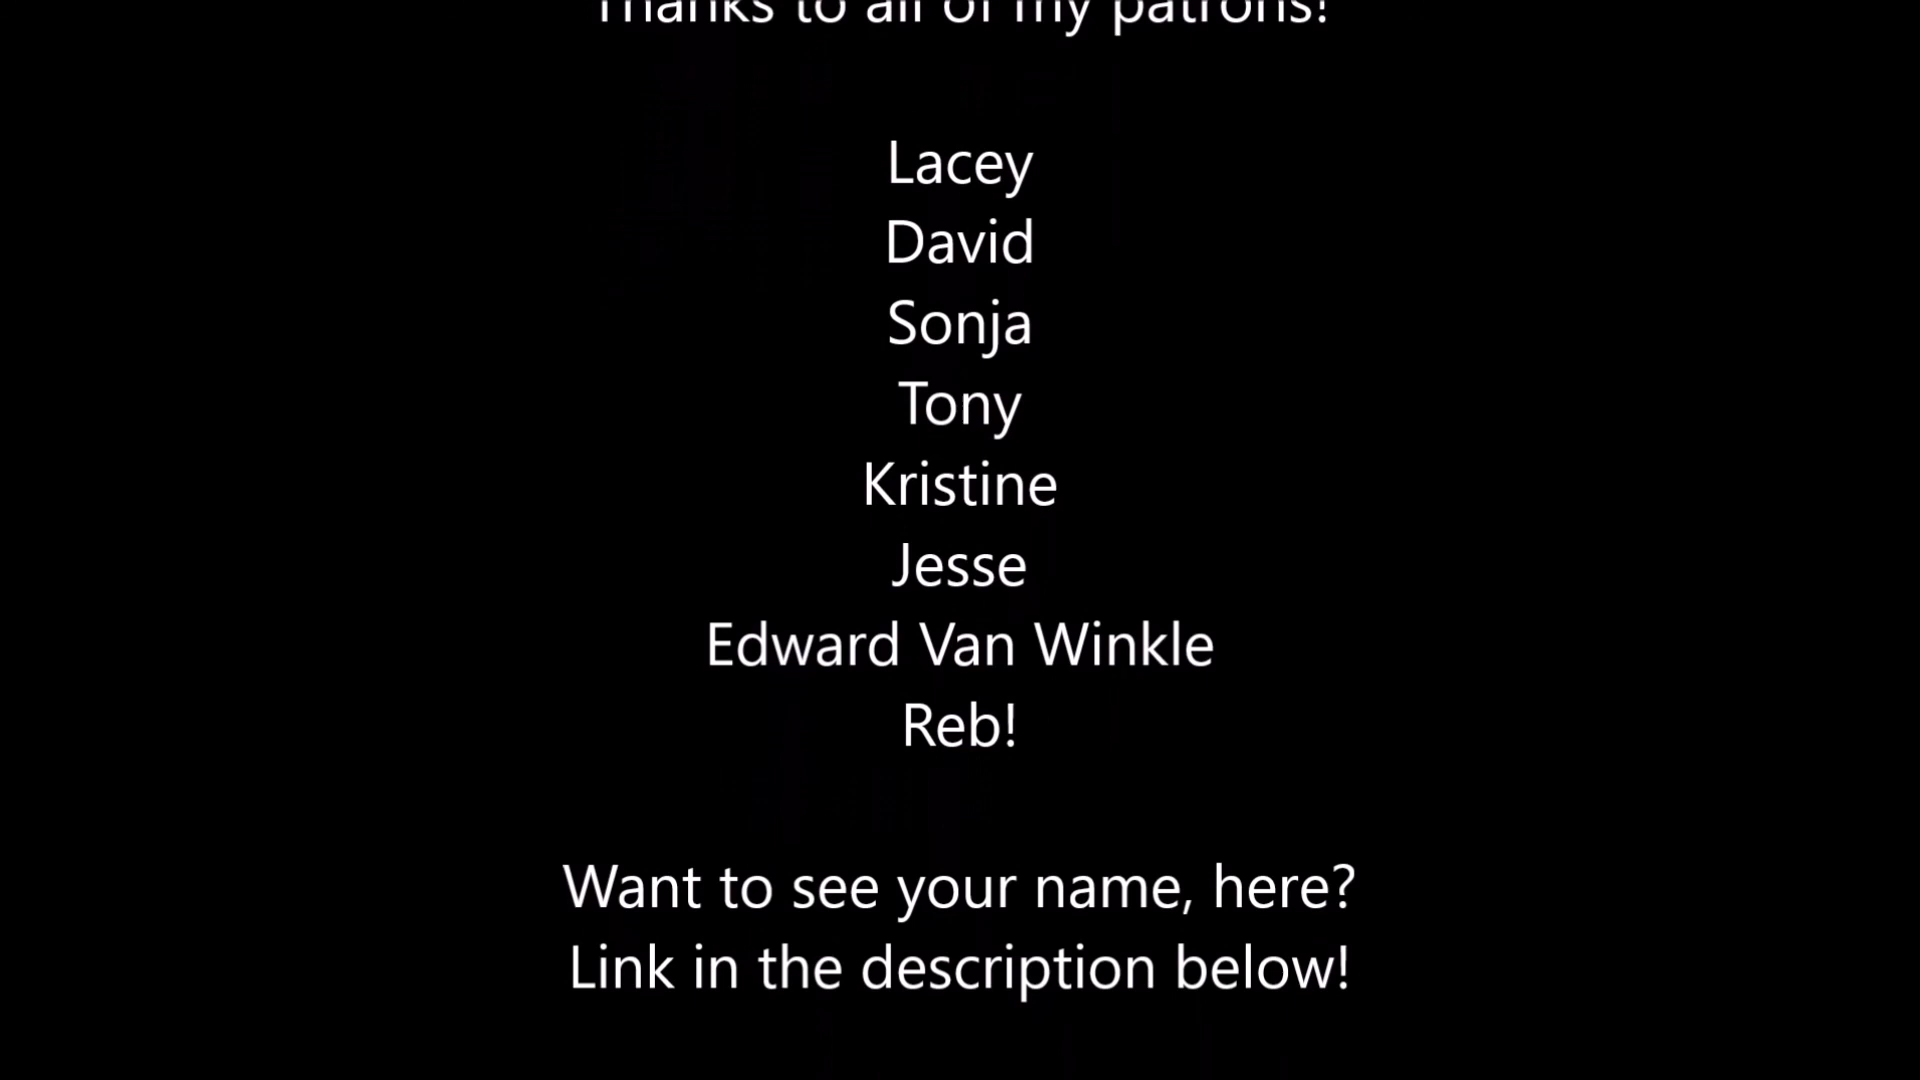 Thanks to all of my patrons!
Lacey
David
Sonja
Tony
Kristine
Jesse
Edward Van Winkle
Reb!
Want to see your name, here?
Link in the description below!